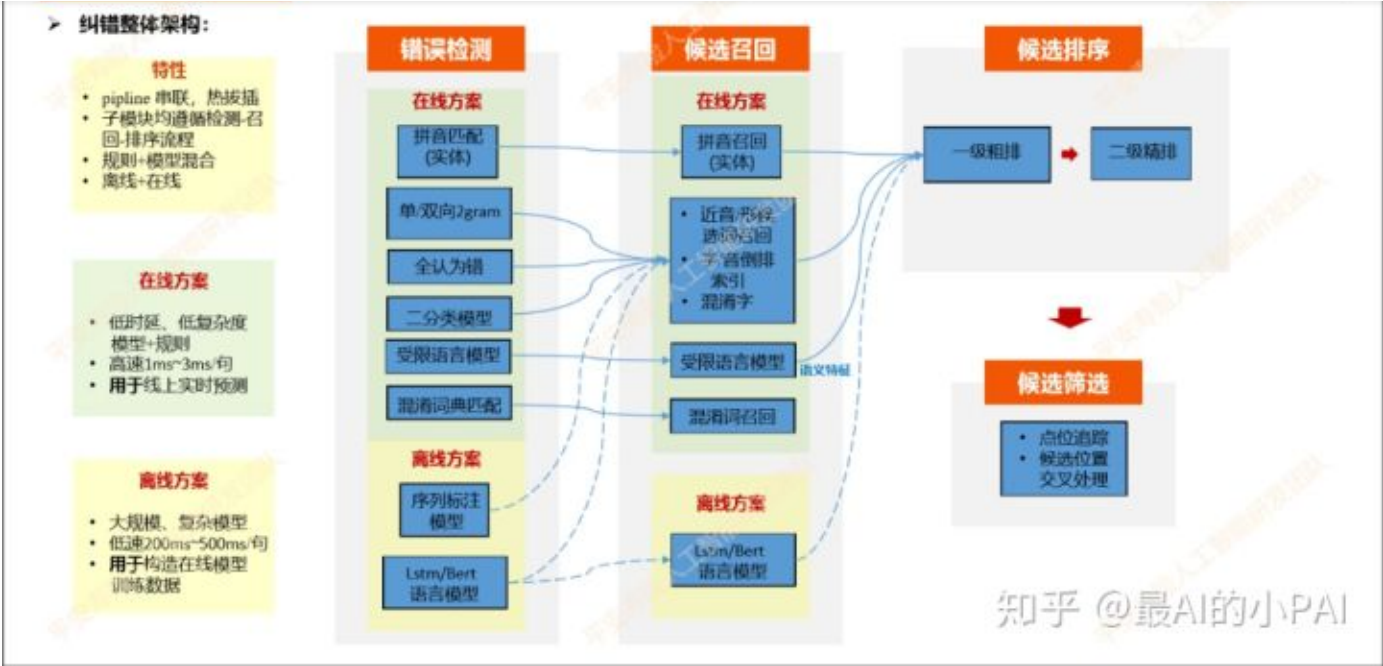 ➢ 纠错整体架构：
特性
• pipline 串联，热拔插
• 子模块均遵循检测-召
回-排序流程
• 规则+模型混合
• 离线+在线
在线方案
• 低时延、低复杂度
模型+规则
• 高速1ms~3ms/句
• 用于线上实时预测
离线方案
• 大规模、复杂模型
• 低速200ms~500ms/句
• 用于构造在线模型
训练数据
错误检测
在线方案
拼音匹配
(实体)
单/双向2gram
全认为错
二分类模型
受限语言模型
混淆词典匹配
离线方案
序列标注
模型
Lstm/Bert
语言模型
候选召回
在线方案
拼音召回
(实体)
• 近音/形候
选词召回
• 字音倒排
索引
• 混淆字
受限语言模型
语义特征
混淆词召回
离线方案
Lstm/Bert
语言模型
候选排序
一级粗排
二级精排
候选筛选
• 点位追踪
• 候选位置
交叉处理
知乎 @最AI的小PAI